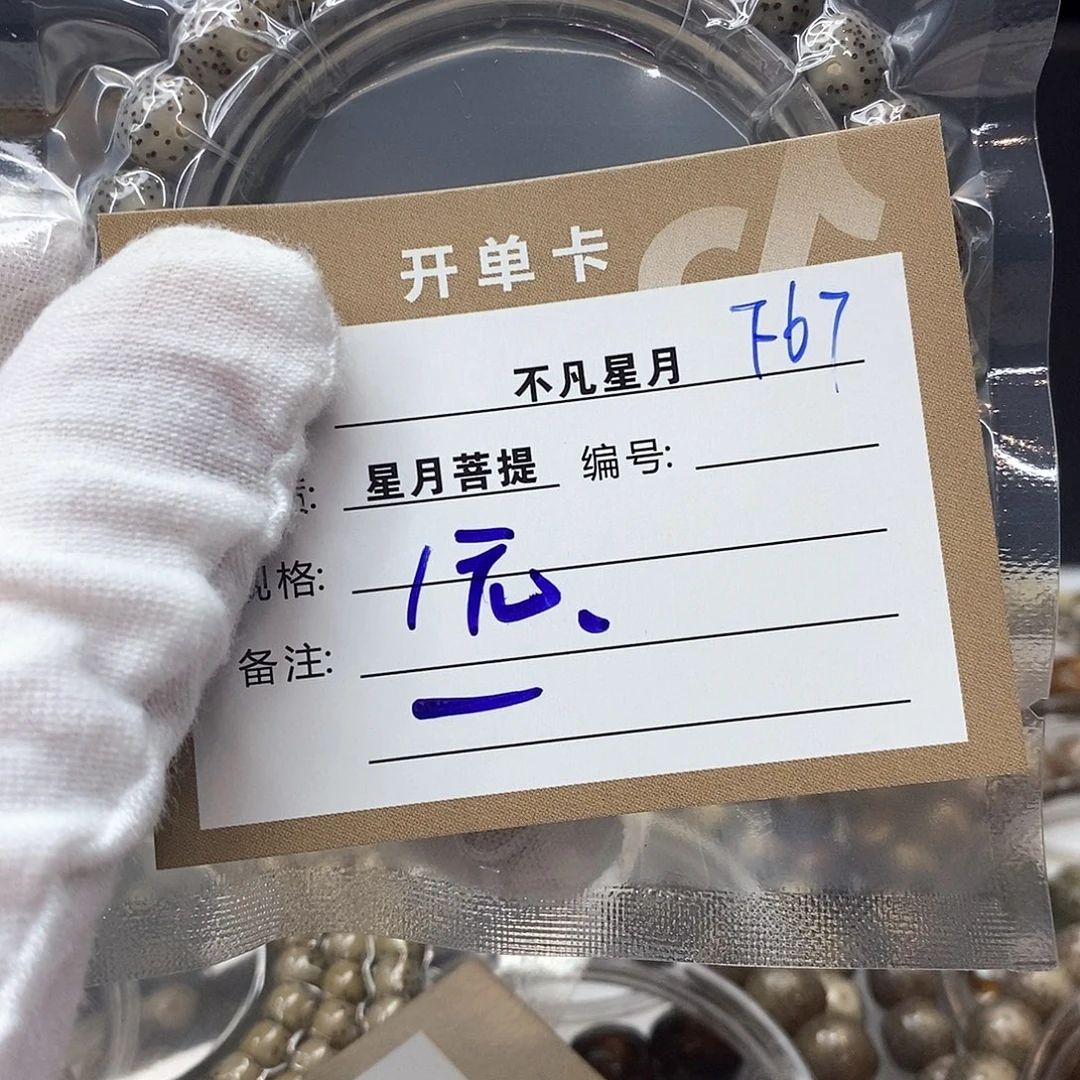 开单卡
不凡星月 F67
星月菩提 编号:
规格: 1元、
备注: